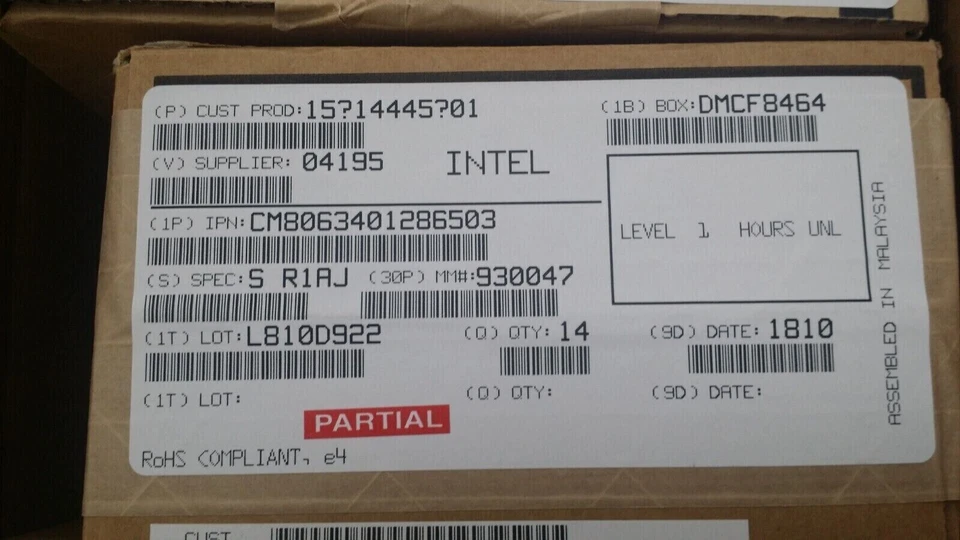 (P) CUST PROD:15?14445?01
(1B) BOX:DMCF8464
(V) SUPPLIER: 04195
INTEL
(1P) IPN:CM8063401286503
LEVEL 1 HOURS UNL
(S) SPEC:S R1AJ (30P) MM#:930047
(1T) LOT:L810D922 (Q) QTY: 14 (9D) DATE: 1810
(1T) LOT: (Q) QTY: (9D) DATE:
PARTIAL
RoHS COMPLIANT, e4
ASSEMBLED IN MALAYSIA
CUST